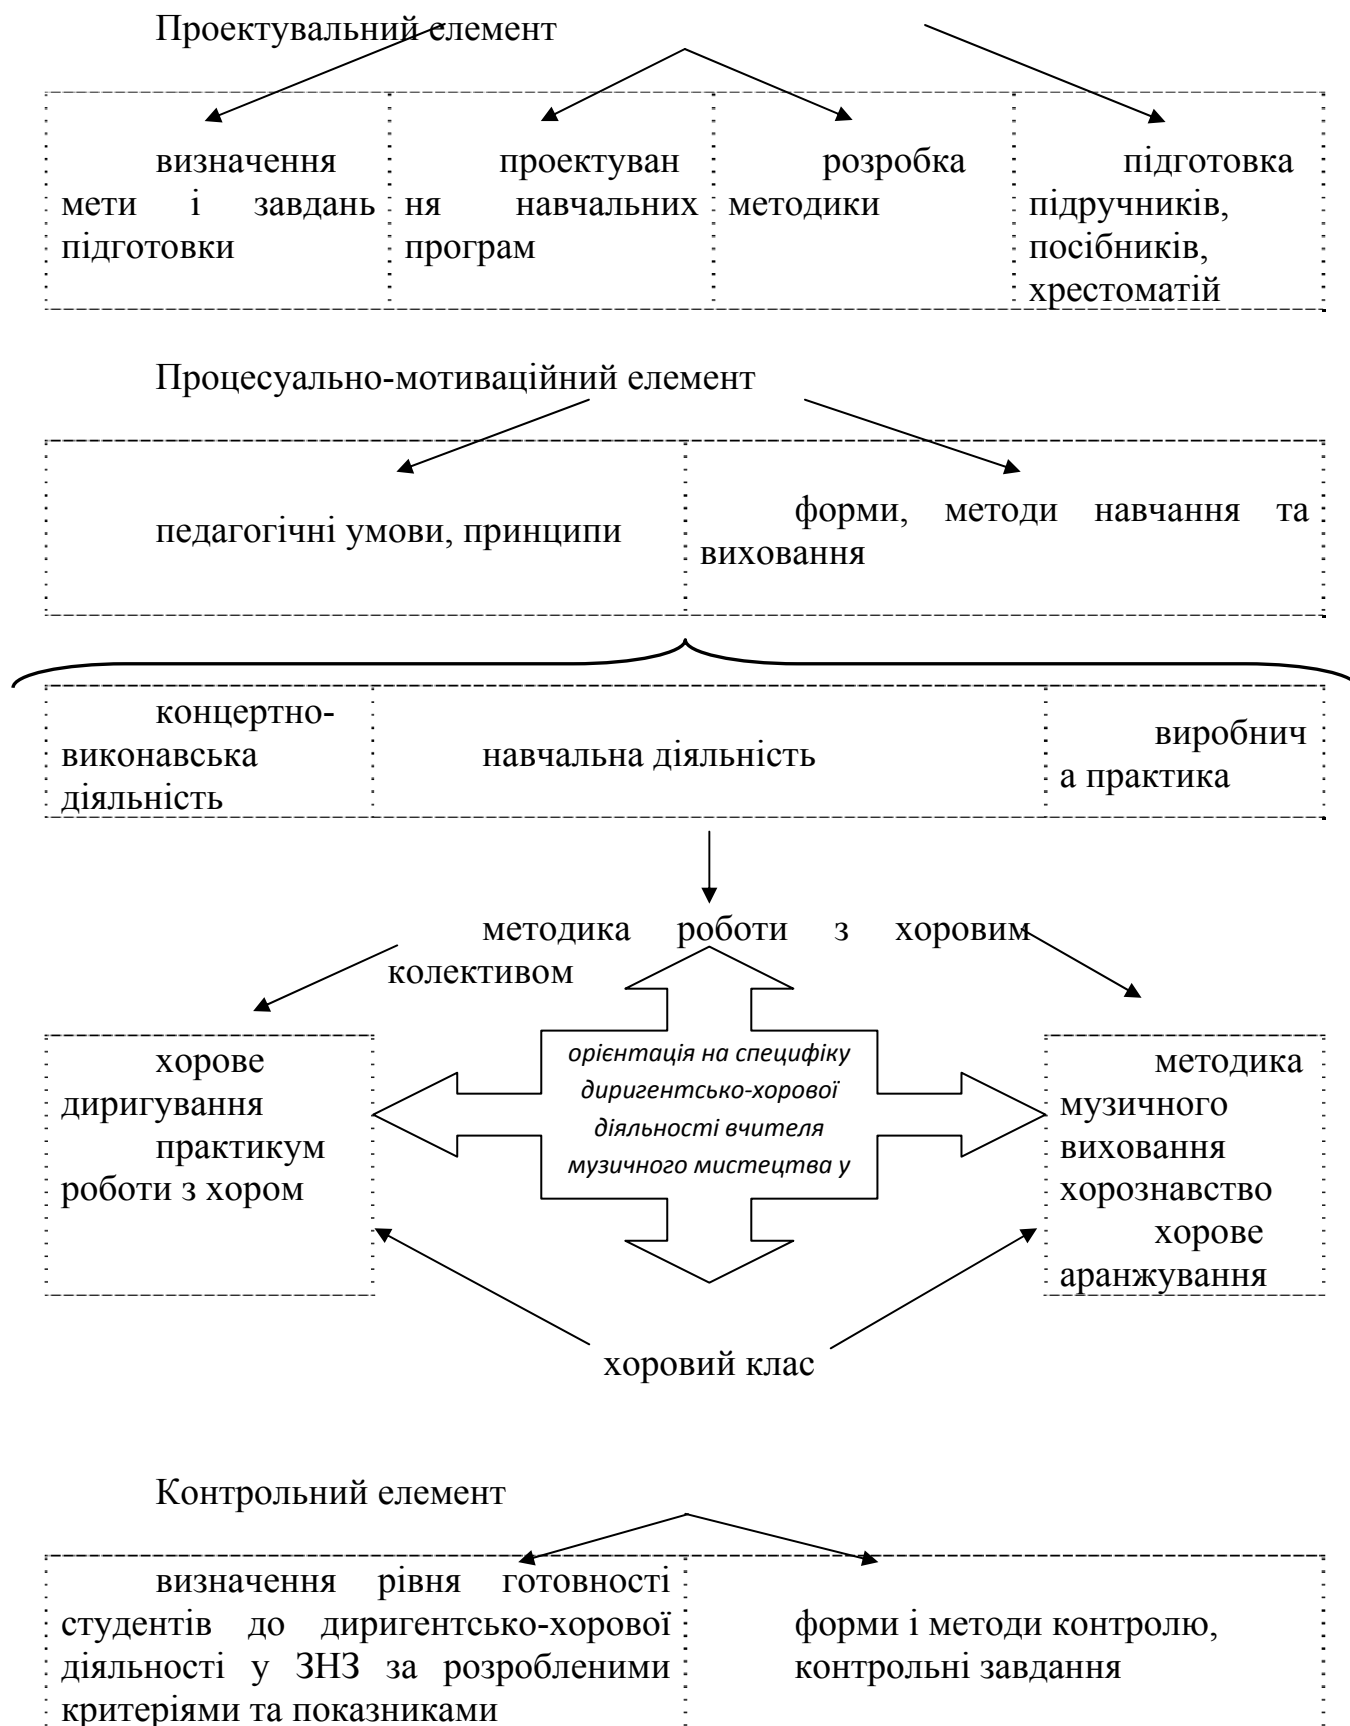 Проектувальний елемент
визначення
мети і завдань
підготовки
проектуван
ня навчальних
програм
розробка
методики
підготовка
підручників,
посібників,
хрестоматій
Процесуально-мотиваційний елемент
педагогічні умови, принципи
форми, методи навчання та
виховання
концертно-
виконавська
діяльність
навчальна діяльність
виробнич
а практика
методика роботи з хоровим
колективом
хорове
диригування
практикум
роботи з хором
орієнтація на специфіку
диригентсько-хорової
діяльності вчителя
музичного мистецтва у
методика
музичного
виховання
хорознавство
хорове
аранжування
хоровий клас
Контрольний елемент
визначення рівня готовності
студентів до диригентсько-хорової
діяльності у ЗНЗ за розробленими
критеріями та показниками
форми і методи контролю,
контрольні завдання